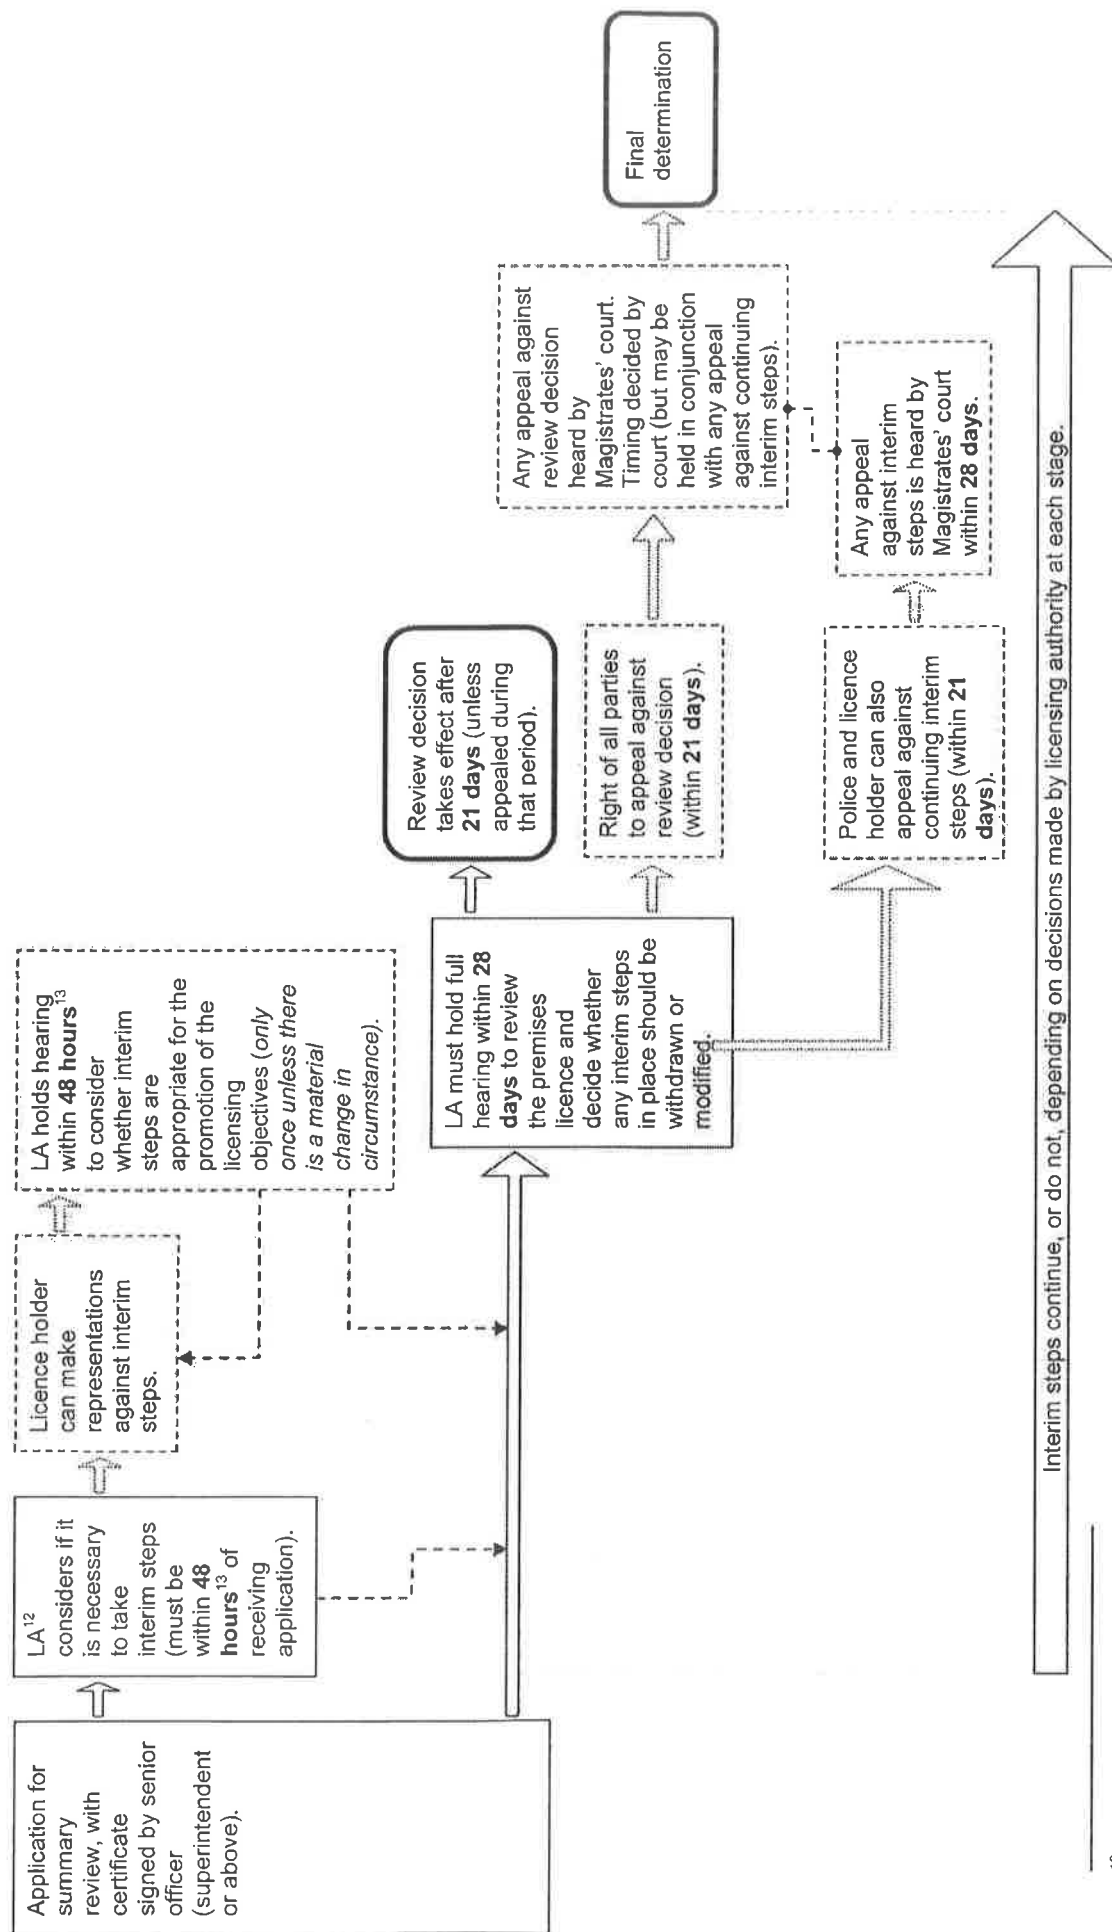 Application for
summary
review, with
certificate
signed by senior
officer
(superintendent
or above).
LA12
considers if it
is necessary
to take
interim steps
(must be
within 48
hours13 of
receiving
application).
Licence holder
can make
representations
against interim
steps.
LA holds hearing
within 48 hours13
to consider
whether interim
steps are
appropriate for the
promotion of the
licensing
objectives (only
once unless there
is a material
change in
circumstance).
LA must hold full
hearing within 28
days to review
the premises
licence and
decide whether
any interim steps
in place should be
withdrawn or
modified.
Review decision
takes effect after
21 days (unless
appealed during
that period).
Right of all parties
to appeal against
review decision
(within 21 days).
Any appeal against
review decision
heard by
Magistrates' court.
Timing decided by
court (but may be
held in conjunction
with any appeal
against continuing
interim steps).
Final
determination
Police and licence
holder can also
appeal against
continuing interim
steps (within 21
days).
Any appeal
against interim
steps is heard by
Magistrates' court
within 28 days.
Interim steps continue, or do not, depending on decisions made by licensing authority at each stage.